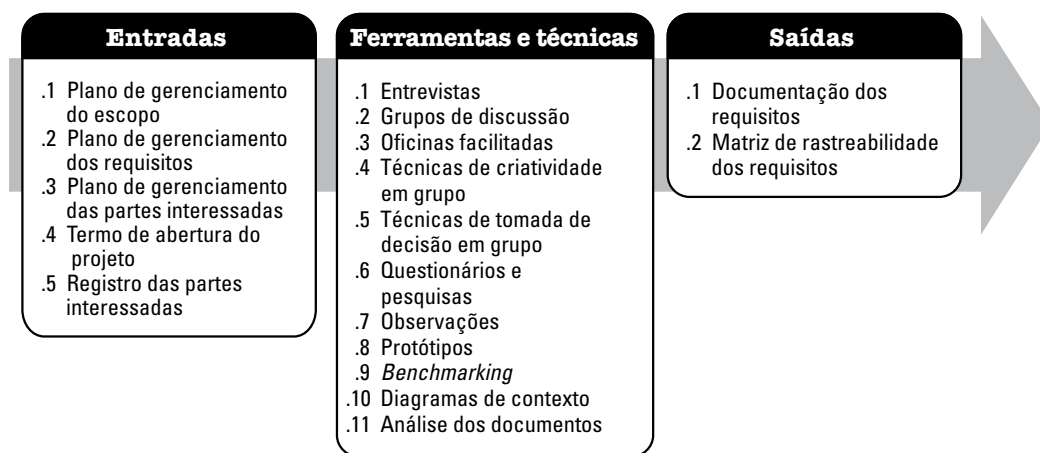 Entradas
.1 Plano de gerenciamento
do escopo
.2 Plano de gerenciamento
dos requisitos
.3 Plano de gerenciamento
das partes interessadas
.4 Termo de abertura do
projeto
.5 Registro das partes
interessadas
Ferramentas e técnicas
.1 Entrevistas
.2 Grupos de discussão
.3 Oficinas facilitadas
.4 Técnicas de criatividade
em grupo
.5 Técnicas de tomada de
decisão em grupo
.6 Questionários e
pesquisas
.7 Observações
.8 Protótipos
.9 Benchmarking
.10 Diagramas de contexto
.11 Análise dos documentos
Saídas
.1 Documentação dos
requisitos
.2 Matriz de rastreabilidade
dos requisitos